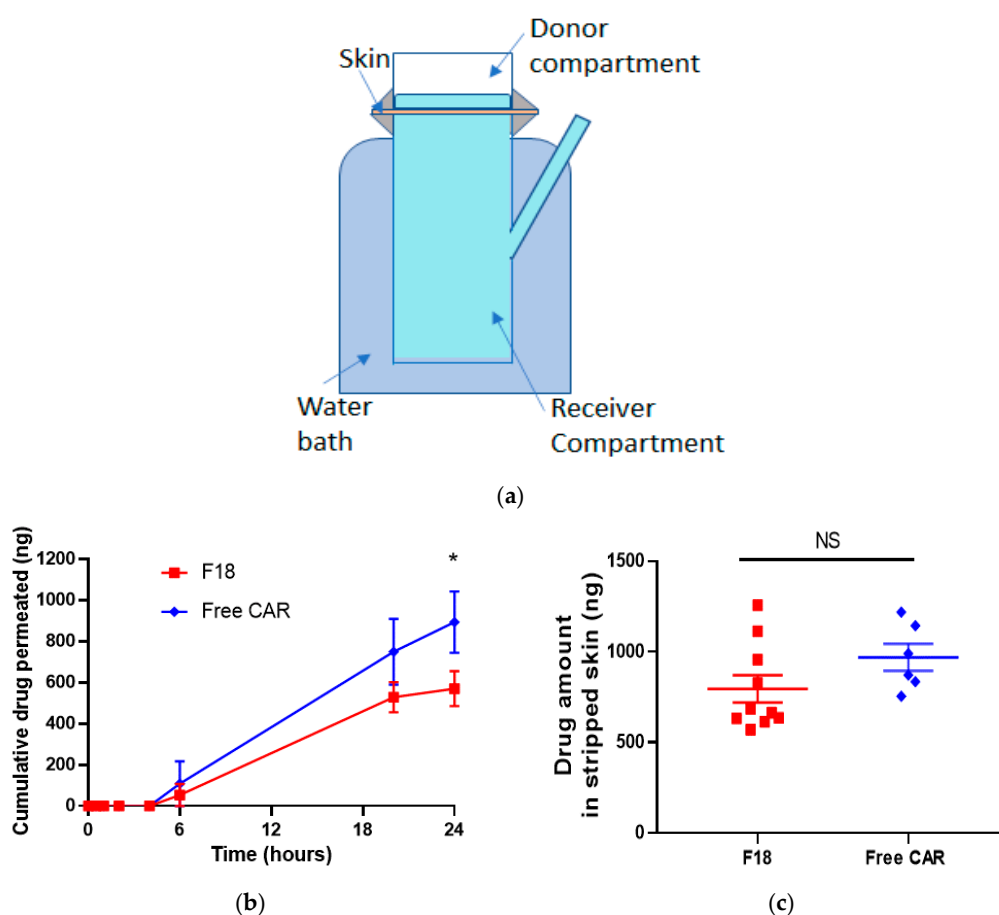 Donor
compartment
Skin
Water
bath
Receiver
Compartment
(a)
Cumulative drug permeated (ng)
1200
1000
800
600
400
200
0
F18
Free CAR
*
0
6
12
18
24
Time (hours)
(b)
Drug amount
in stripped skin (ng)
1500
1000
500
0
NS
F18
Free CAR
(c)